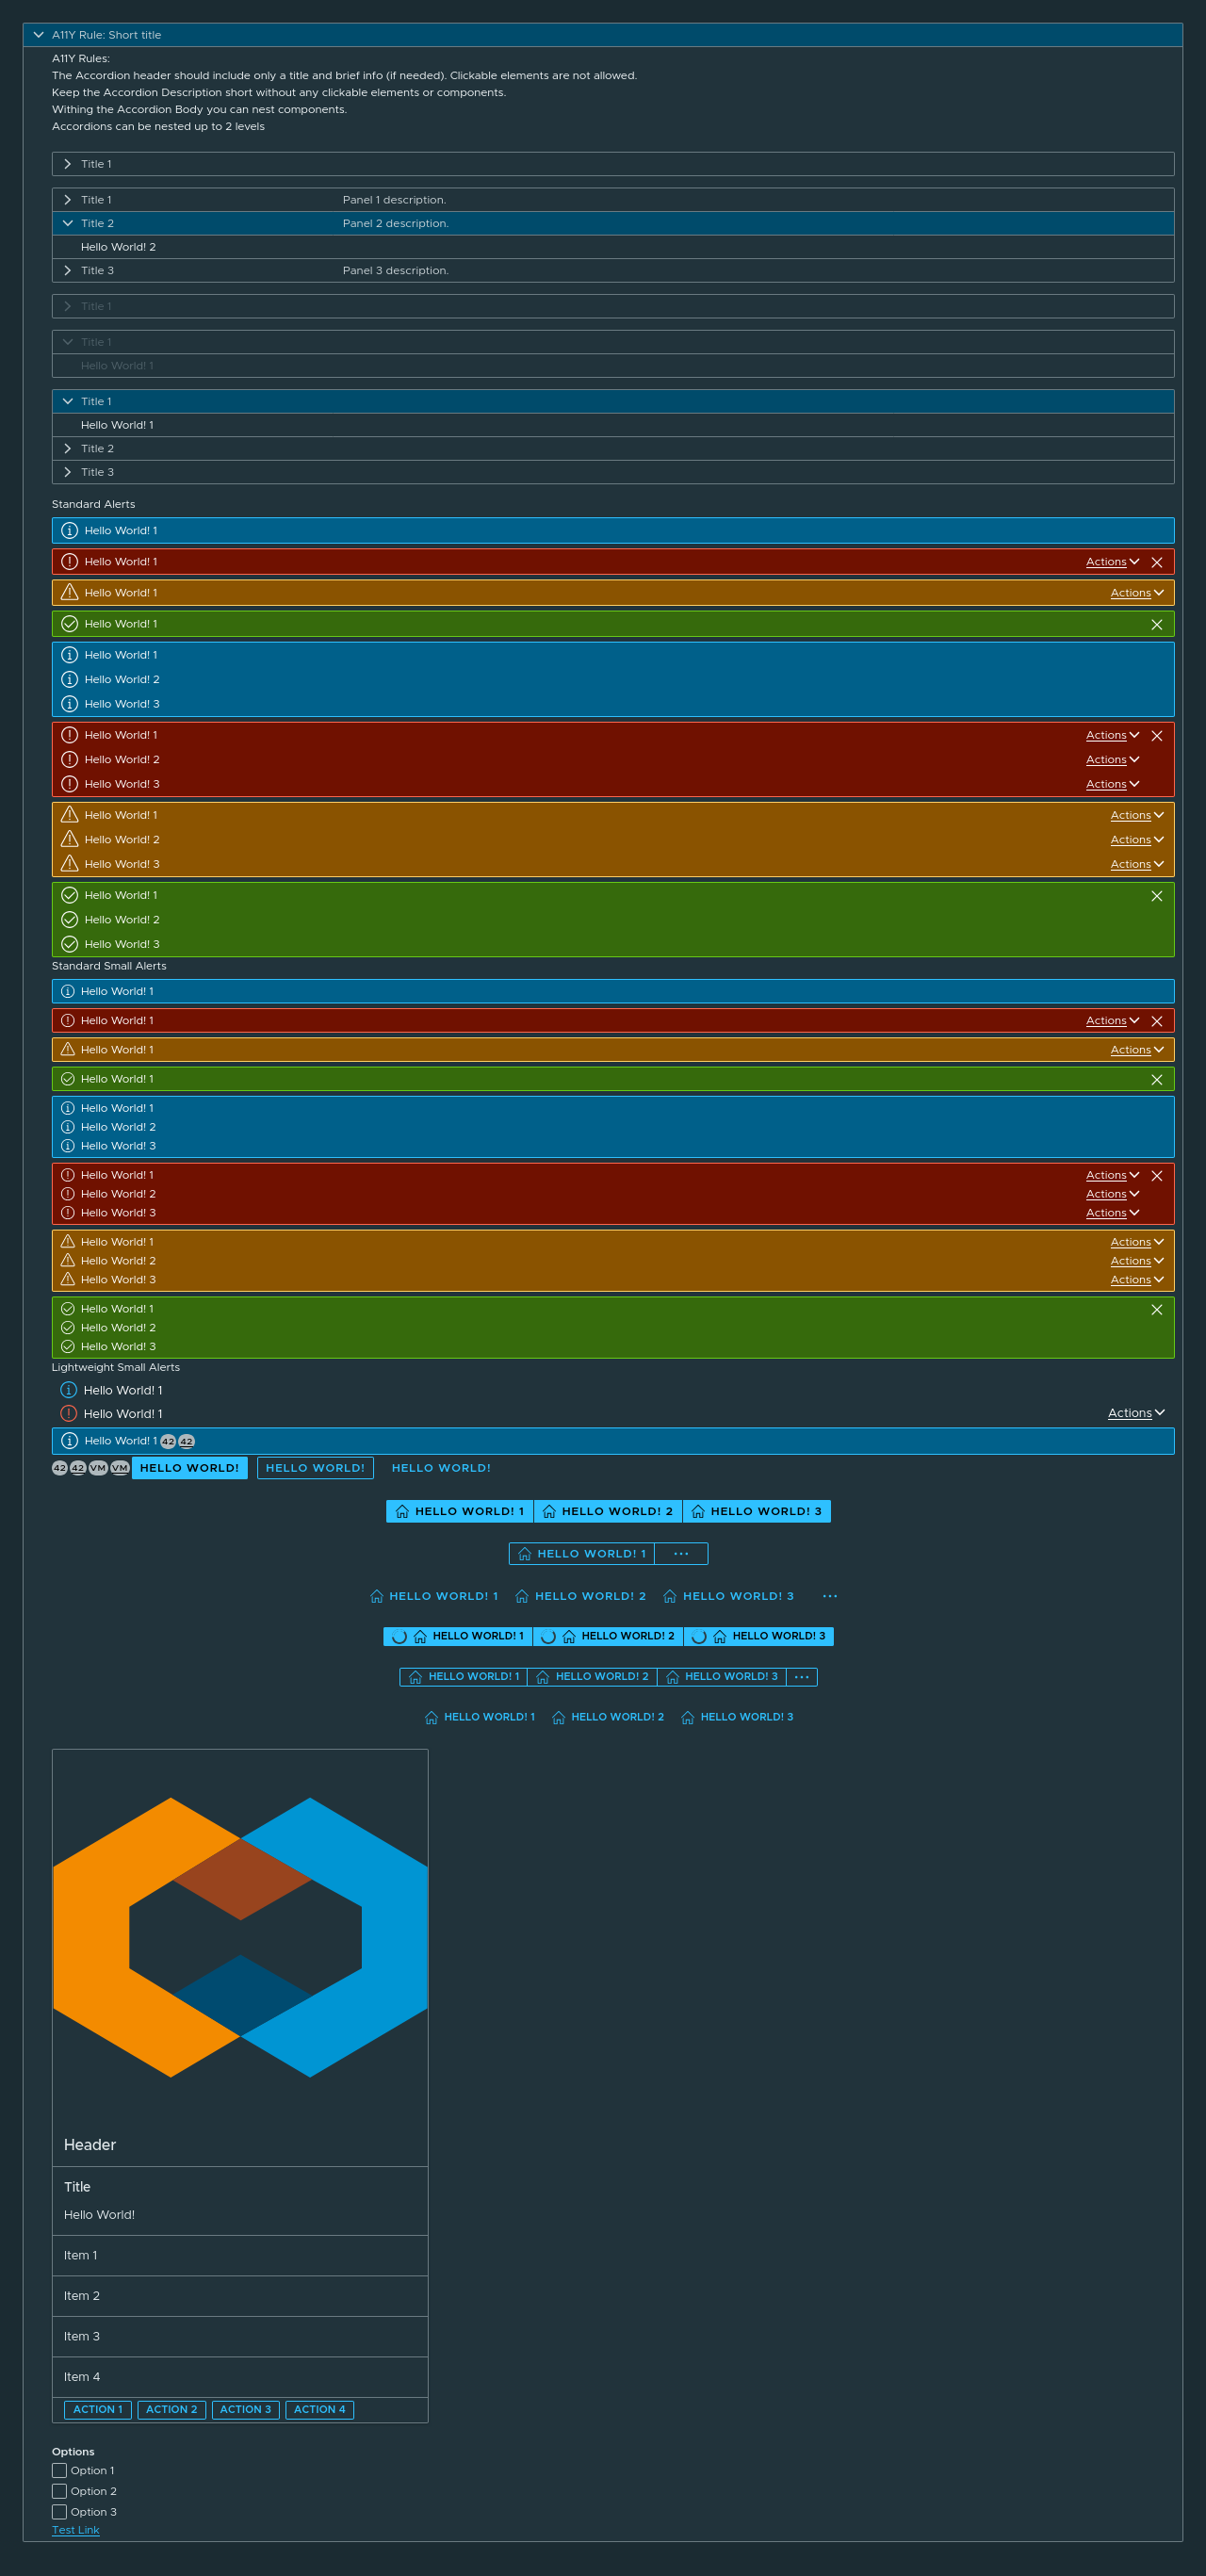 A11Y Rule: Short title
A11Y Rules:
The Accordion header should include only a title and brief info (if needed). Clickable elements are not allowed.
Keep the Accordion Description short without any clickable elements or components.
Withing the Accordion Body you can nest components.
Accordions can be nested up to 2 levels
Title 1
Title 1 Panel 1 description.
Title 2 Panel 2 description.
Hello World! 2
Title 3 Panel 3 description.
Title 1
Title 1
Hello World! 1
Title 1
Hello World! 1
Title 2
Title 3
Standard Alerts
Hello World! 1
Hello World! 1 Actions
Hello World! 1 Actions
Hello World! 1
Hello World! 1
Hello World! 2
Hello World! 3
Hello World! 1 Actions
Hello World! 2 Actions
Hello World! 3 Actions
Hello World! 1 Actions
Hello World! 2 Actions
Hello World! 3 Actions
Hello World! 1
Hello World! 2
Hello World! 3
Standard Small Alerts
Hello World! 1
Hello World! 1 Actions
Hello World! 1 Actions
Hello World! 1
Hello World! 1
Hello World! 2
Hello World! 3
Hello World! 1 Actions
Hello World! 2 Actions
Hello World! 3 Actions
Hello World! 1 Actions
Hello World! 2 Actions
Hello World! 3 Actions
Hello World! 1
Hello World! 2
Hello World! 3
Lightweight Small Alerts
Hello World! 1
Hello World! 1 Actions
Hello World! 1 42 42
42 42 VM VM HELLO WORLD! HELLO WORLD! HELLO WORLD!
HELLO WORLD! 1 HELLO WORLD! 2 HELLO WORLD! 3
HELLO WORLD! 1 ...
HELLO WORLD! 1 HELLO WORLD! 2 HELLO WORLD! 3 ...
HELLO WORLD! 1 HELLO WORLD! 2 HELLO WORLD! 3
HELLO WORLD! 1 HELLO WORLD! 2 HELLO WORLD! 3 ...
HELLO WORLD! 1 HELLO WORLD! 2 HELLO WORLD! 3
Header
Title
Hello World!
Item 1
Item 2
Item 3
Item 4
ACTION 1 ACTION 2 ACTION 3 ACTION 4
Options
Option 1
Option 2
Option 3
Test Link